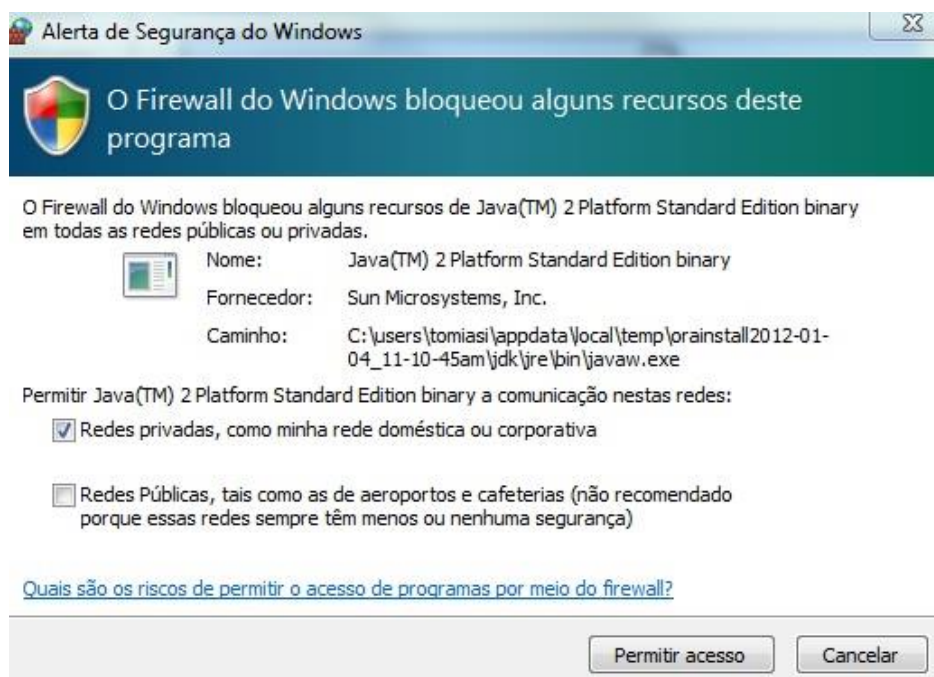 Alerta de Segurança do Windows
O Firewall do Windows bloqueou alguns recursos deste
programa
O Firewall do Windows bloqueou alguns recursos de Java(TM) 2 Platform Standard Edition binary
em todas as redes públicas ou privadas.
Nome: Java(TM) 2 Platform Standard Edition binary
Fornecedor: Sun Microsystems, Inc.
Caminho: C:\users\tomiasi\appdata\local\temp\orainstall2012-01-
04_11-10-45am\jdk\jre\bin\javaw.exe
Permitir Java(TM) 2 Platform Standard Edition binary a comunicação nestas redes:
Redes privadas, como minha rede doméstica ou corporativa
Redes Públicas, tais como as de aeroportos e cafeterias (não recomendado
porque essas redes sempre têm menos ou nenhuma segurança)
Quais são os riscos de permitir o acesso de programas por meio do firewall?
Permitir acesso Cancelar